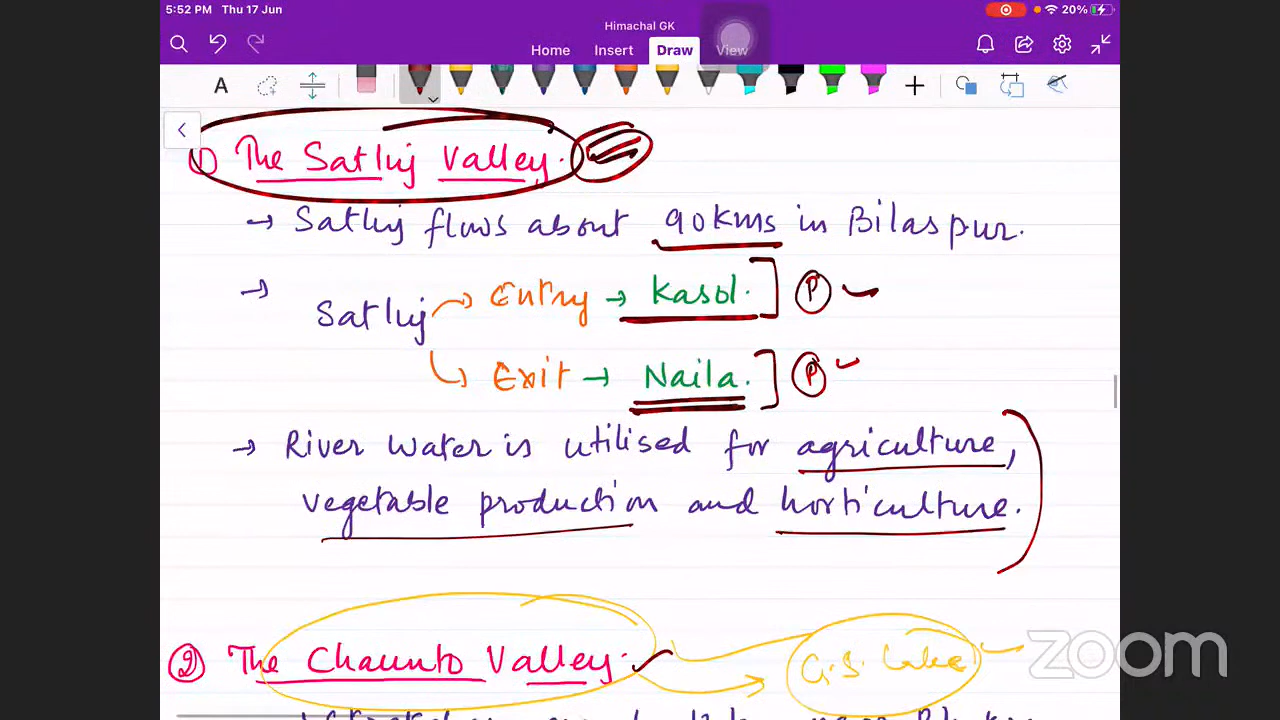 5:52 PM Thu 17 Jun
20%
Himachal GK
Home Insert Draw View
A
1) The Satluj Valley.
→ Satluj flows about 90kms in Bilaspur.
→ Satluj → Entry → Kasol. ] P
→ Exit → Naila. ] P
→ River water is utilised for agriculture,
vegetable production and horticulture.
2) The Chaunto Valley.
G.S. Lake
zoom